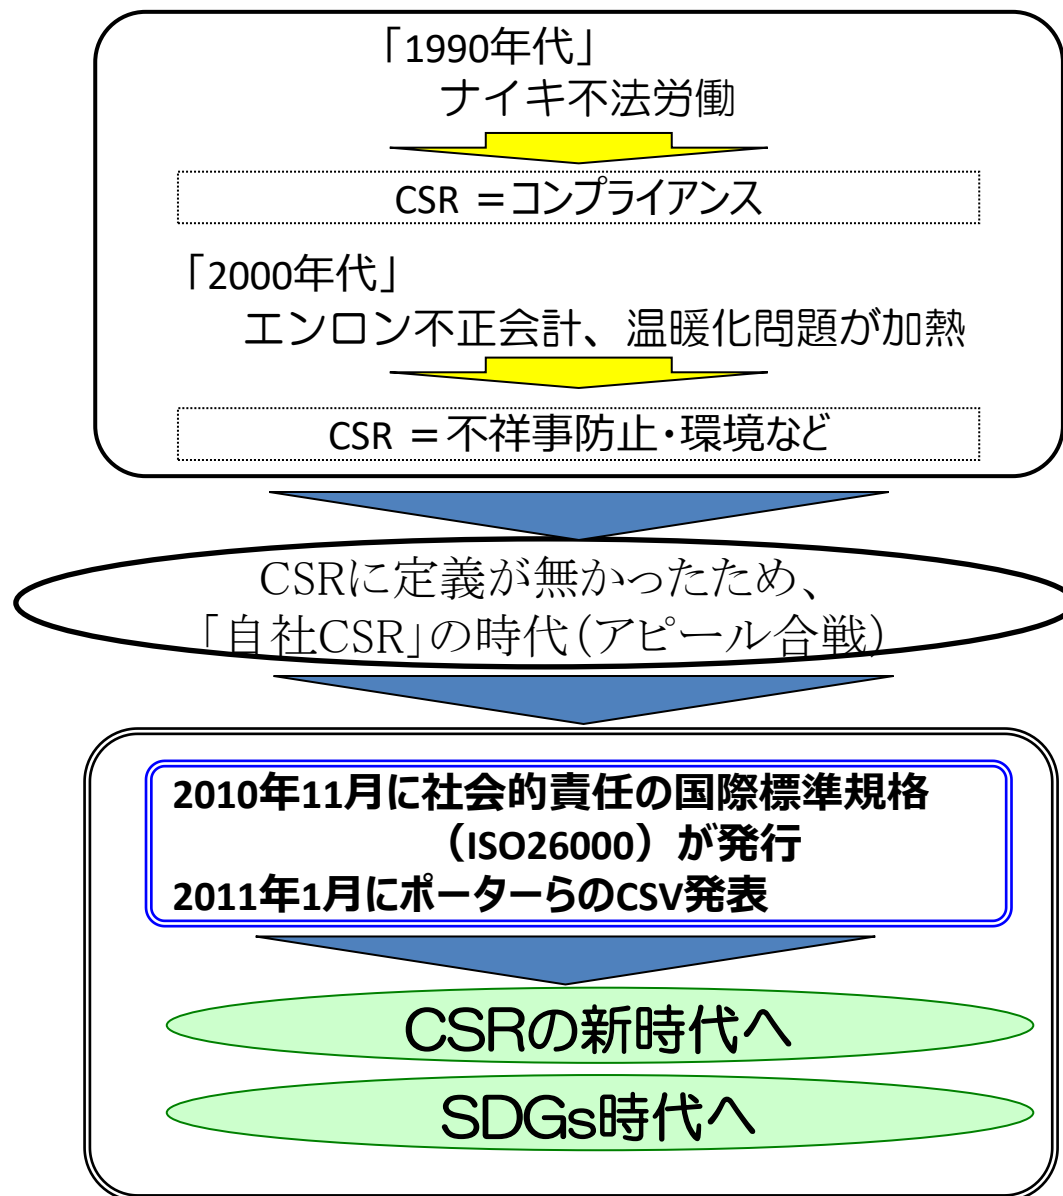 「1990年代」
ナイキ不法労働
CSR ＝コンプライアンス
「2000年代」
エンロン不正会計、温暖化問題が加熱
CSR ＝不祥事防止・環境など
CSRに定義が無かったため、
「自社CSR」の時代（アピール合戦）
2010年11月に社会的責任の国際標準規格
（ISO26000）が発行
2011年1月にポーターらのCSV発表
CSRの新時代へ
SDGs時代へ